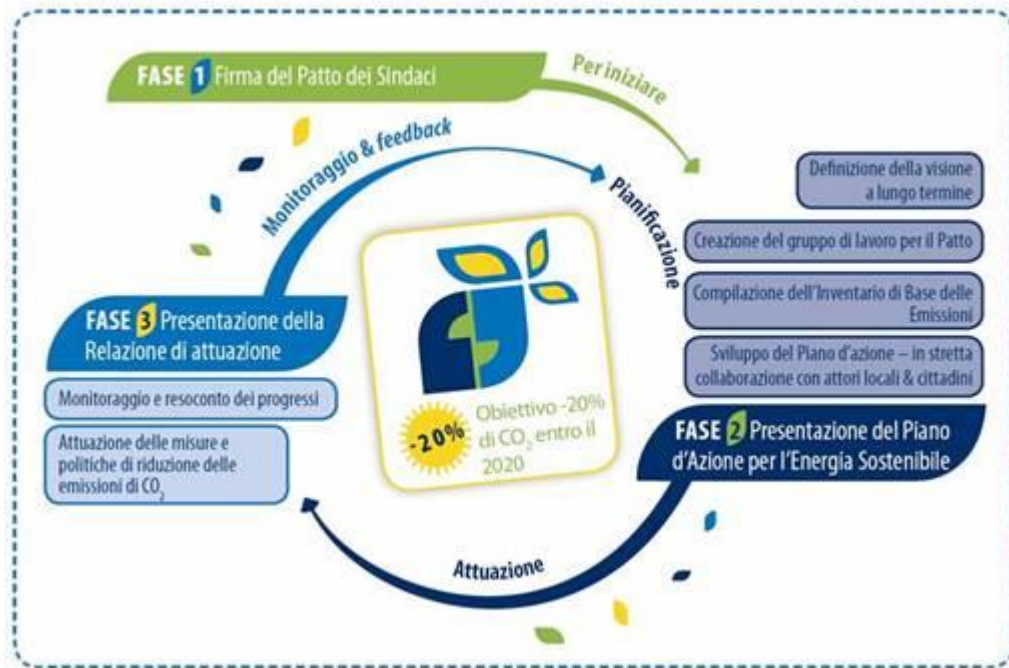 FASE 1 Firma del Patto dei Sindaci
Per iniziare
Monitoraggio & feedback
Pianificazione
Definizione della visione
a lungo termine
Creazione del gruppo di lavoro per il Patto
Compilazione dell'Inventario di Base delle
Emissioni
Sviluppo del Piano d'azione – in stretta
collaborazione con attori locali & cittadini
FASE 2 Presentazione del Piano
d'Azione per l'Energia Sostenibile
Attuazione
FASE 3 Presentazione della
Relazione di attuazione
Monitoraggio e resoconto dei progressi
Attuazione delle misure e
politiche di riduzione delle
emissioni di CO₂
-20%
Obiettivo -20%
di CO₂ entro il
2020